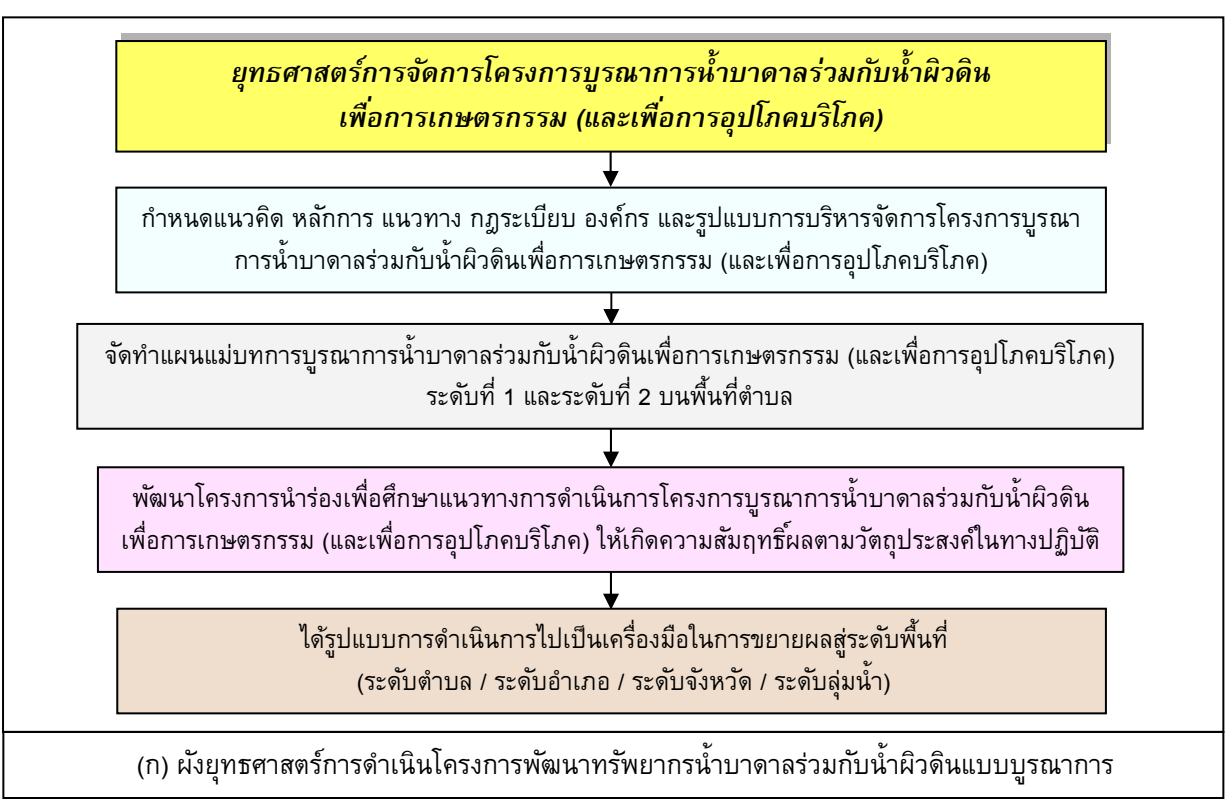 ยุทธศาสตร์การจัดการโครงการบูรณาการน้ำบาดาลร่วมกับน้ำผิวดิน
เพื่อการเกษตรกรรม (และเพื่อการอุปโภคบริโภค)
กำหนดแนวคิด หลักการ แนวทาง กฎระเบียบ องค์กร และรูปแบบการบริหารจัดการโครงการบูรณา
การน้ำบาดาลร่วมกับน้ำผิวดินเพื่อการเกษตรกรรม (และเพื่อการอุปโภคบริโภค)
จัดทำแผนแม่บทการบูรณาการน้ำบาดาลร่วมกับน้ำผิวดินเพื่อการเกษตรกรรม (และเพื่อการอุปโภคบริโภค)
ระดับที่ 1 และระดับที่ 2 บนพื้นที่ตำบล
พัฒนาโครงการนำร่องเพื่อศึกษาแนวทางการดำเนินการโครงการบูรณาการน้ำบาดาลร่วมกับน้ำผิวดิน
เพื่อการเกษตรกรรม (และเพื่อการอุปโภคบริโภค) ให้เกิดความสัมฤทธิ์ผลตามวัตถุประสงค์ในทางปฏิบัติ
ได้รูปแบบการดำเนินการไปเป็นเครื่องมือในการขยายผลสู่ระดับพื้นที่
(ระดับตำบล / ระดับอำเภอ / ระดับจังหวัด / ระดับลุ่มน้ำ)
(ก) ผังยุทธศาสตร์การดำเนินโครงการพัฒนาทรัพยากรน้ำบาดาลร่วมกับน้ำผิวดินแบบบูรณาการ